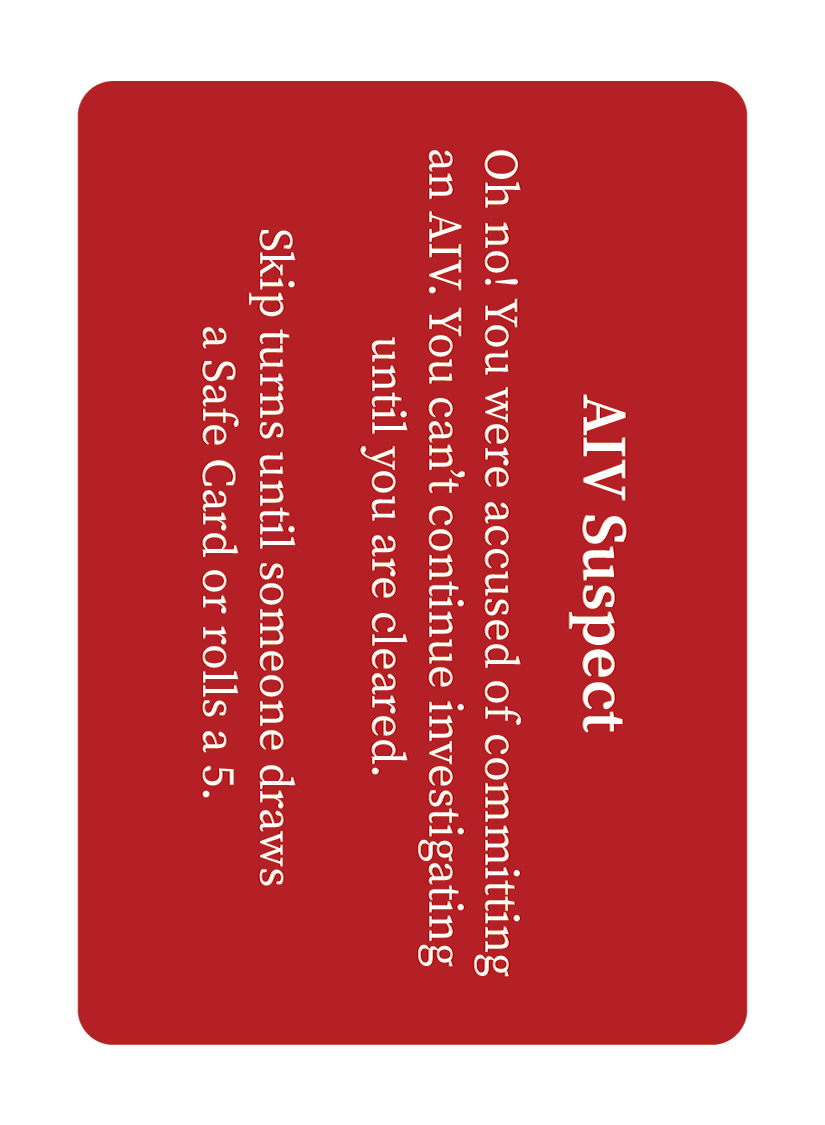 AIV Suspect
Oh no! You were accused of committing
an AIV. You can’t continue investigating
until you are cleared.
Skip turns until someone draws
a Safe Card or rolls a 5.